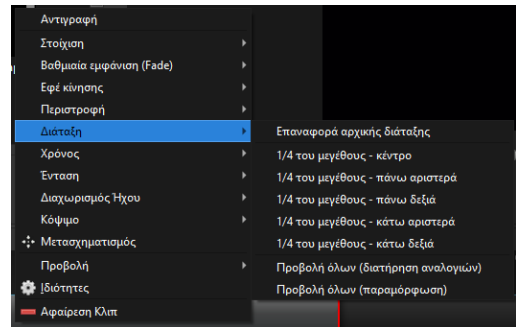 Αντιγραφή
Στοίχιση
Βαθμιαία εμφάνιση (Fade)
Εφέ κίνησης
Περιστροφή
Διάταξη
Επαναφορά αρχικής διάταξης
Χρόνος
1/4 του μεγέθους - κέντρο
Ένταση
1/4 του μεγέθους - πάνω αριστερά
Διαχωρισμός Ήχου
1/4 του μεγέθους - πάνω δεξιά
Κόψιμο
1/4 του μεγέθους - κάτω αριστερά
Μετασχηματισμός
1/4 του μεγέθους - κάτω δεξιά
Προβολή
Προβολή όλων (διατήρηση αναλογιών)
Ιδιότητες
Προβολή όλων (παραμόρφωση)
Αφαίρεση Κλιπ